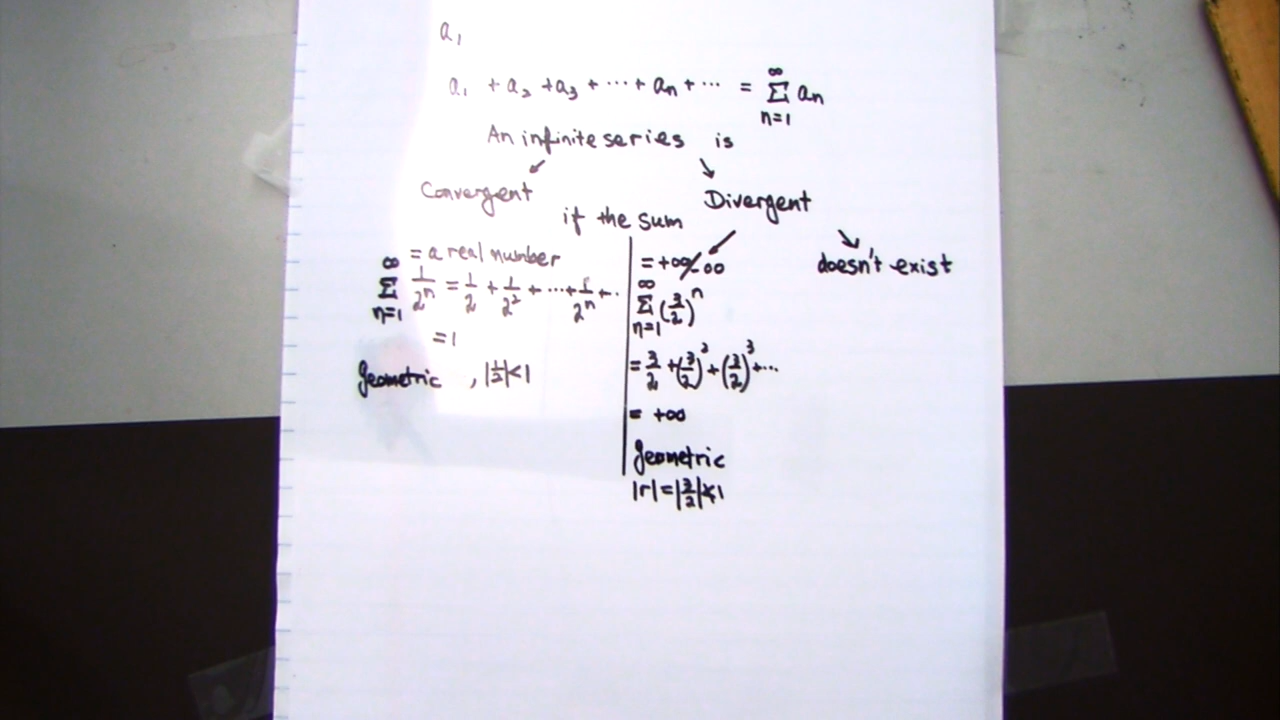 a₁
a₁ + a₂ + a₃ + ⋯ + aₙ + ⋯ = ∞ Σ n=1 aₙ
An infinite series is
↙ ↘
Convergent Divergent
if the sum
= a real number
∞ Σ n=1 1/2ⁿ = 1/2 + 1/2² + ⋯ + 1/2ⁿ + ⋯
= 1
Geometric , |1/2| < 1
= +∞/-∞
∞ Σ n=1 (3/2)ⁿ
= 3/2 + (3/2)² + (3/2)³ + ⋯
= +∞
Geometric
|r| = |3/2| ≮ 1
doesn't exist